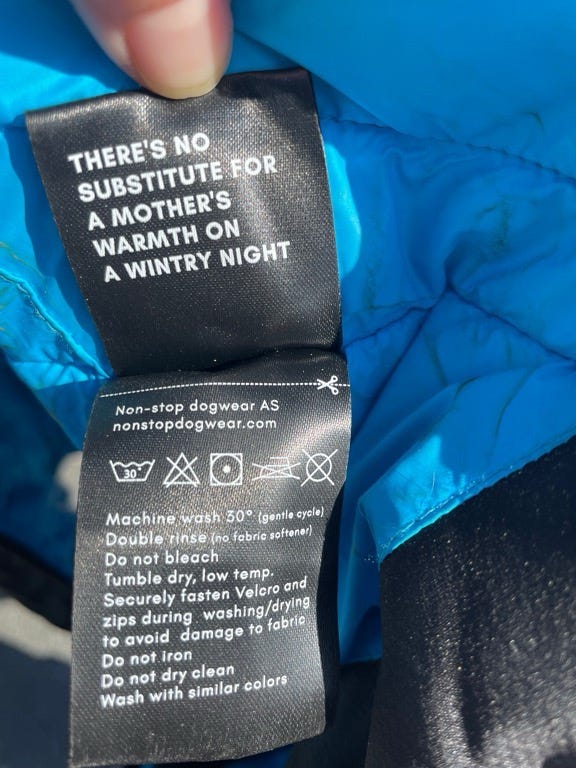 THERE'S NO
SUBSTITUTE FOR
A MOTHER'S
WARMTH ON
A WINTRY NIGHT
Non-stop dogwear AS
nonstopdogwear.com
30°
Machine wash 30° (gentle cycle)
Double rinse (no fabric softener)
Do not bleach
Tumble dry, low temp.
Securely fasten Velcro and
zips during washing/drying
to avoid damage to fabric
Do not iron
Do not dry clean
Wash with similar colors